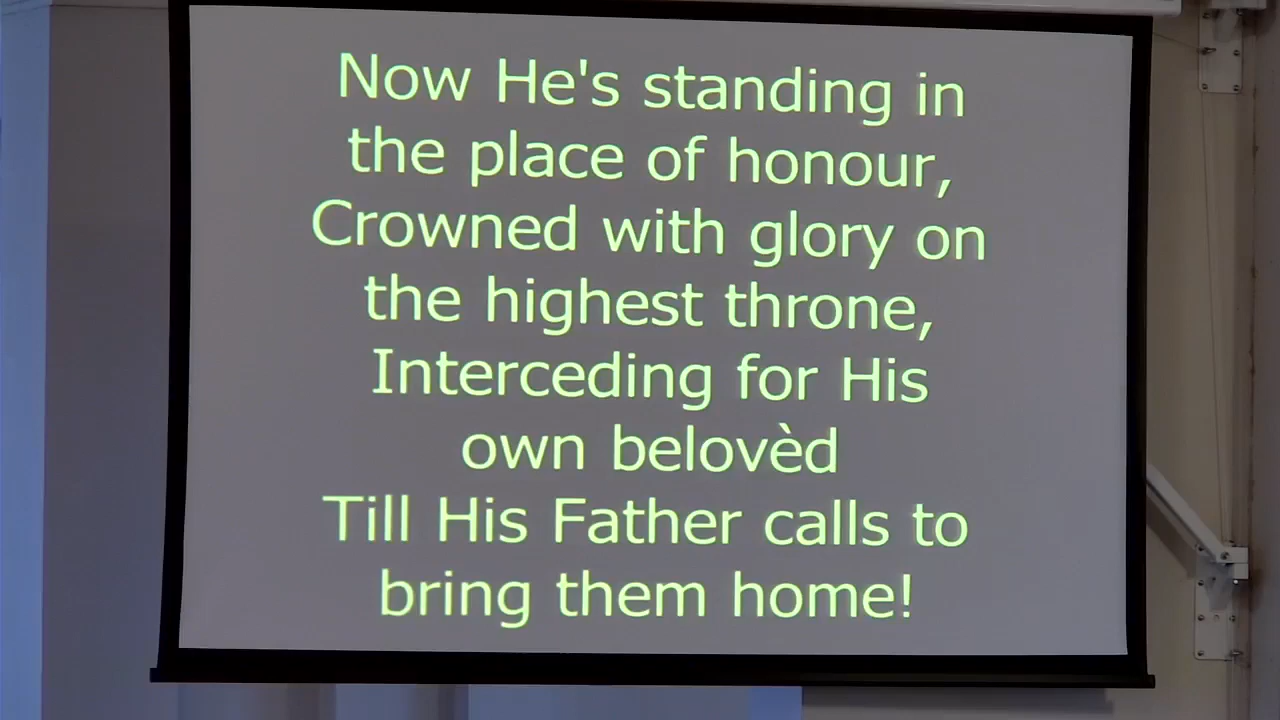 Now He's standing in
the place of honour,
Crowned with glory on
the highest throne,
Interceding for His
own belovèd
Till His Father calls to
bring them home!